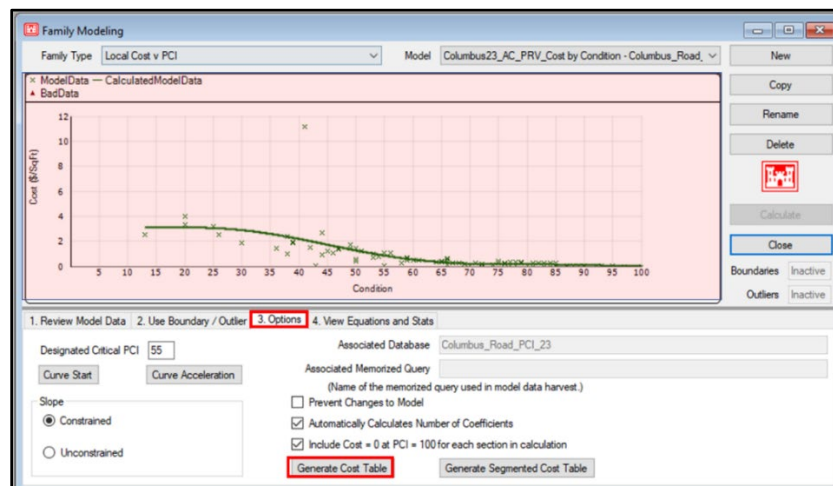 Family Modeling
Family Type Local Cost v PCI Model Columbus23_AC_PRV_Cost by Condition - Columbus_Road_
New
Copy
Rename
Delete
Calculate
Close
Boundaries Inactive
Outliers Inactive
× ModelData — CalculatedModelData
▲ BadData
Cost ($/SqFt)
12
10
8
6
4
2
0
5 10 15 20 25 30 35 40 45 50 55 60 65 70 75 80 85 90 95 100
Condition
1. Review Model Data 2. Use Boundary / Outlier 3. Options 4. View Equations and Stats
Designated Critical PCI 55
Curve Start Curve Acceleration
Slope
Constrained
Unconstrained
Associated Database Columbus_Road_PCI_23
Associated Memorized Query
(Name of the memorized query used in model data harvest.)
Prevent Changes to Model
Automatically Calculates Number of Coefficients
Include Cost = 0 at PCI = 100 for each section in calculation
Generate Cost Table Generate Segmented Cost Table